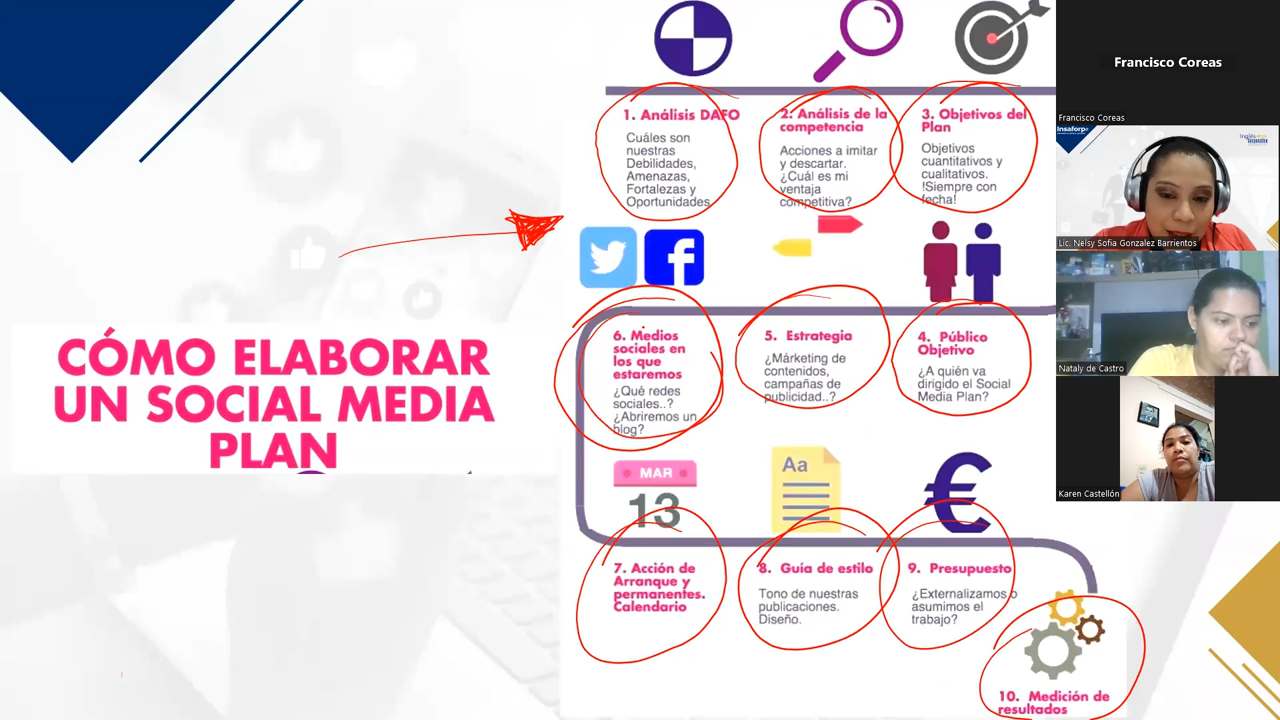 CÓMO ELABORAR
UN SOCIAL MEDIA
PLAN
1. Análisis DAFO
Cuáles son
nuestras
Debilidades,
Amenazas,
Fortalezas y
Oportunidades
2. Análisis de la
competencia
Acciones a imitar
y descartar.
¿Cuál es mi
ventaja
competitiva?
3. Objetivos del
Plan
Objetivos
cuantitativos y
cualitativos.
!Siempre con
fecha!
6. Medios
sociales en
los que
estaremos
¿Qué redes
sociales..?
¿Abriremos un
blog?
5. Estrategia
¿Márketing de
contenidos,
campañas de
publicidad..?
4. Público
Objetivo
¿A quién va
dirigido el Social
Media Plan?
MAR
13
Aa
€
7. Acción de
Arranque y
permanentes.
Calendario
8. Guía de estilo
Tono de nuestras
publicaciones.
Diseño.
9. Presupuesto
¿Externalizamos o
asumimos el
trabajo?
10. Medición de
resultados
Francisco Coreas
Francisco Coreas
Insaforp
Lic. Nelsy Sofia Gonzalez Barrientos
Nataly de Castro
Karen Castellón